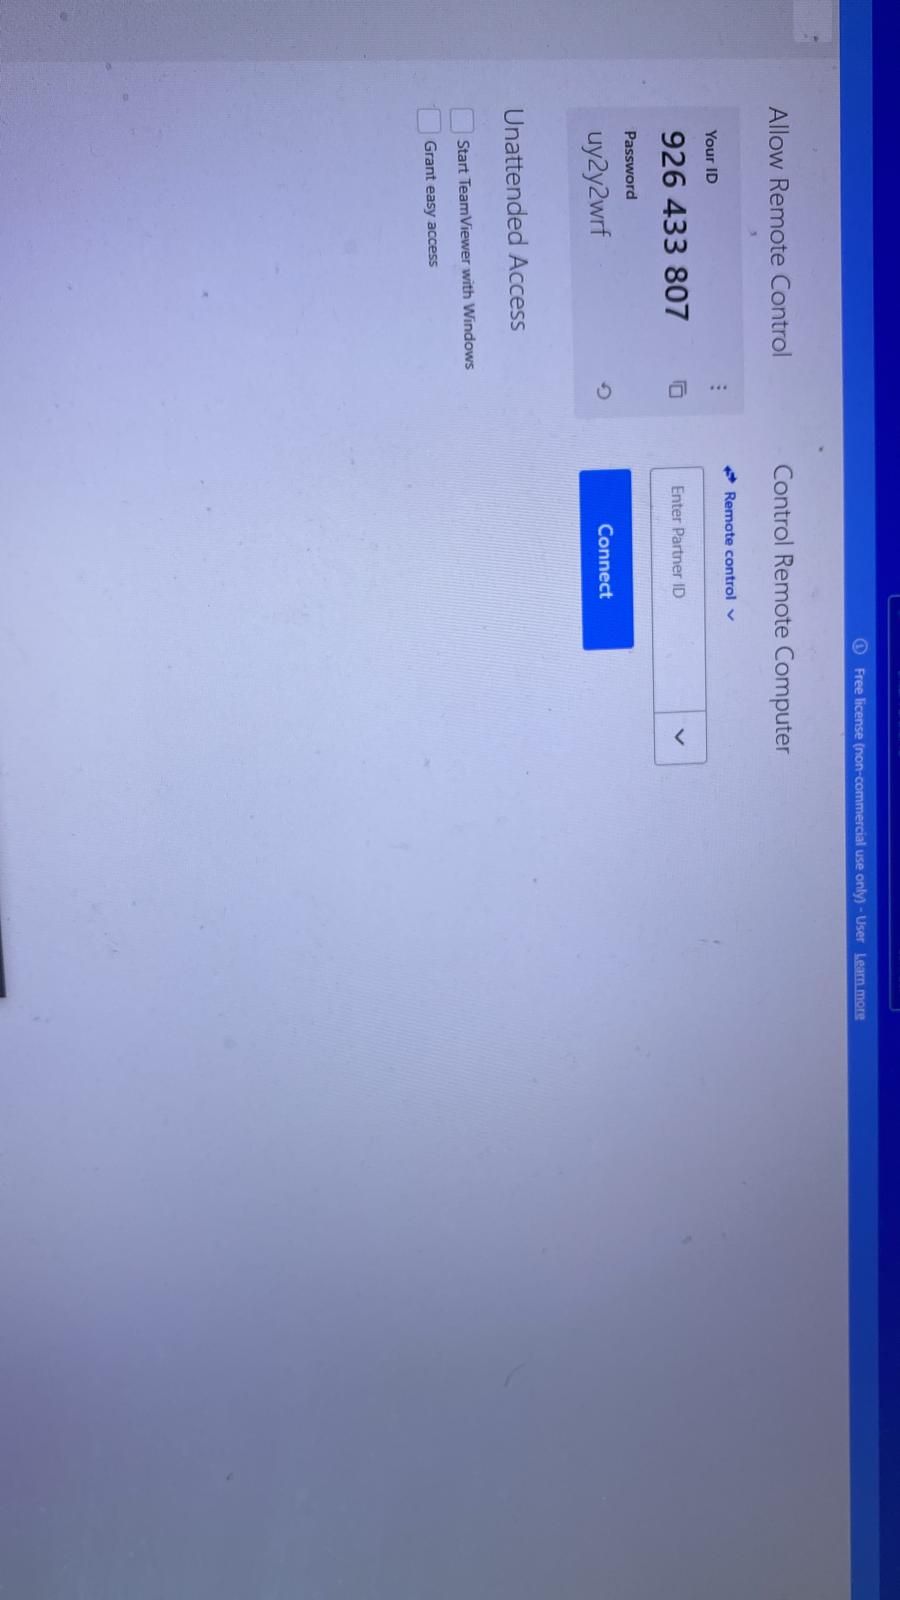 Free license (non-commercial use only) - User Learn more
Allow Remote Control
Your ID
926 433 807
Password
uy2y2wrf
Unattended Access
Start TeamViewer with Windows
Grant easy access
Control Remote Computer
Remote control
Enter Partner ID
Connect